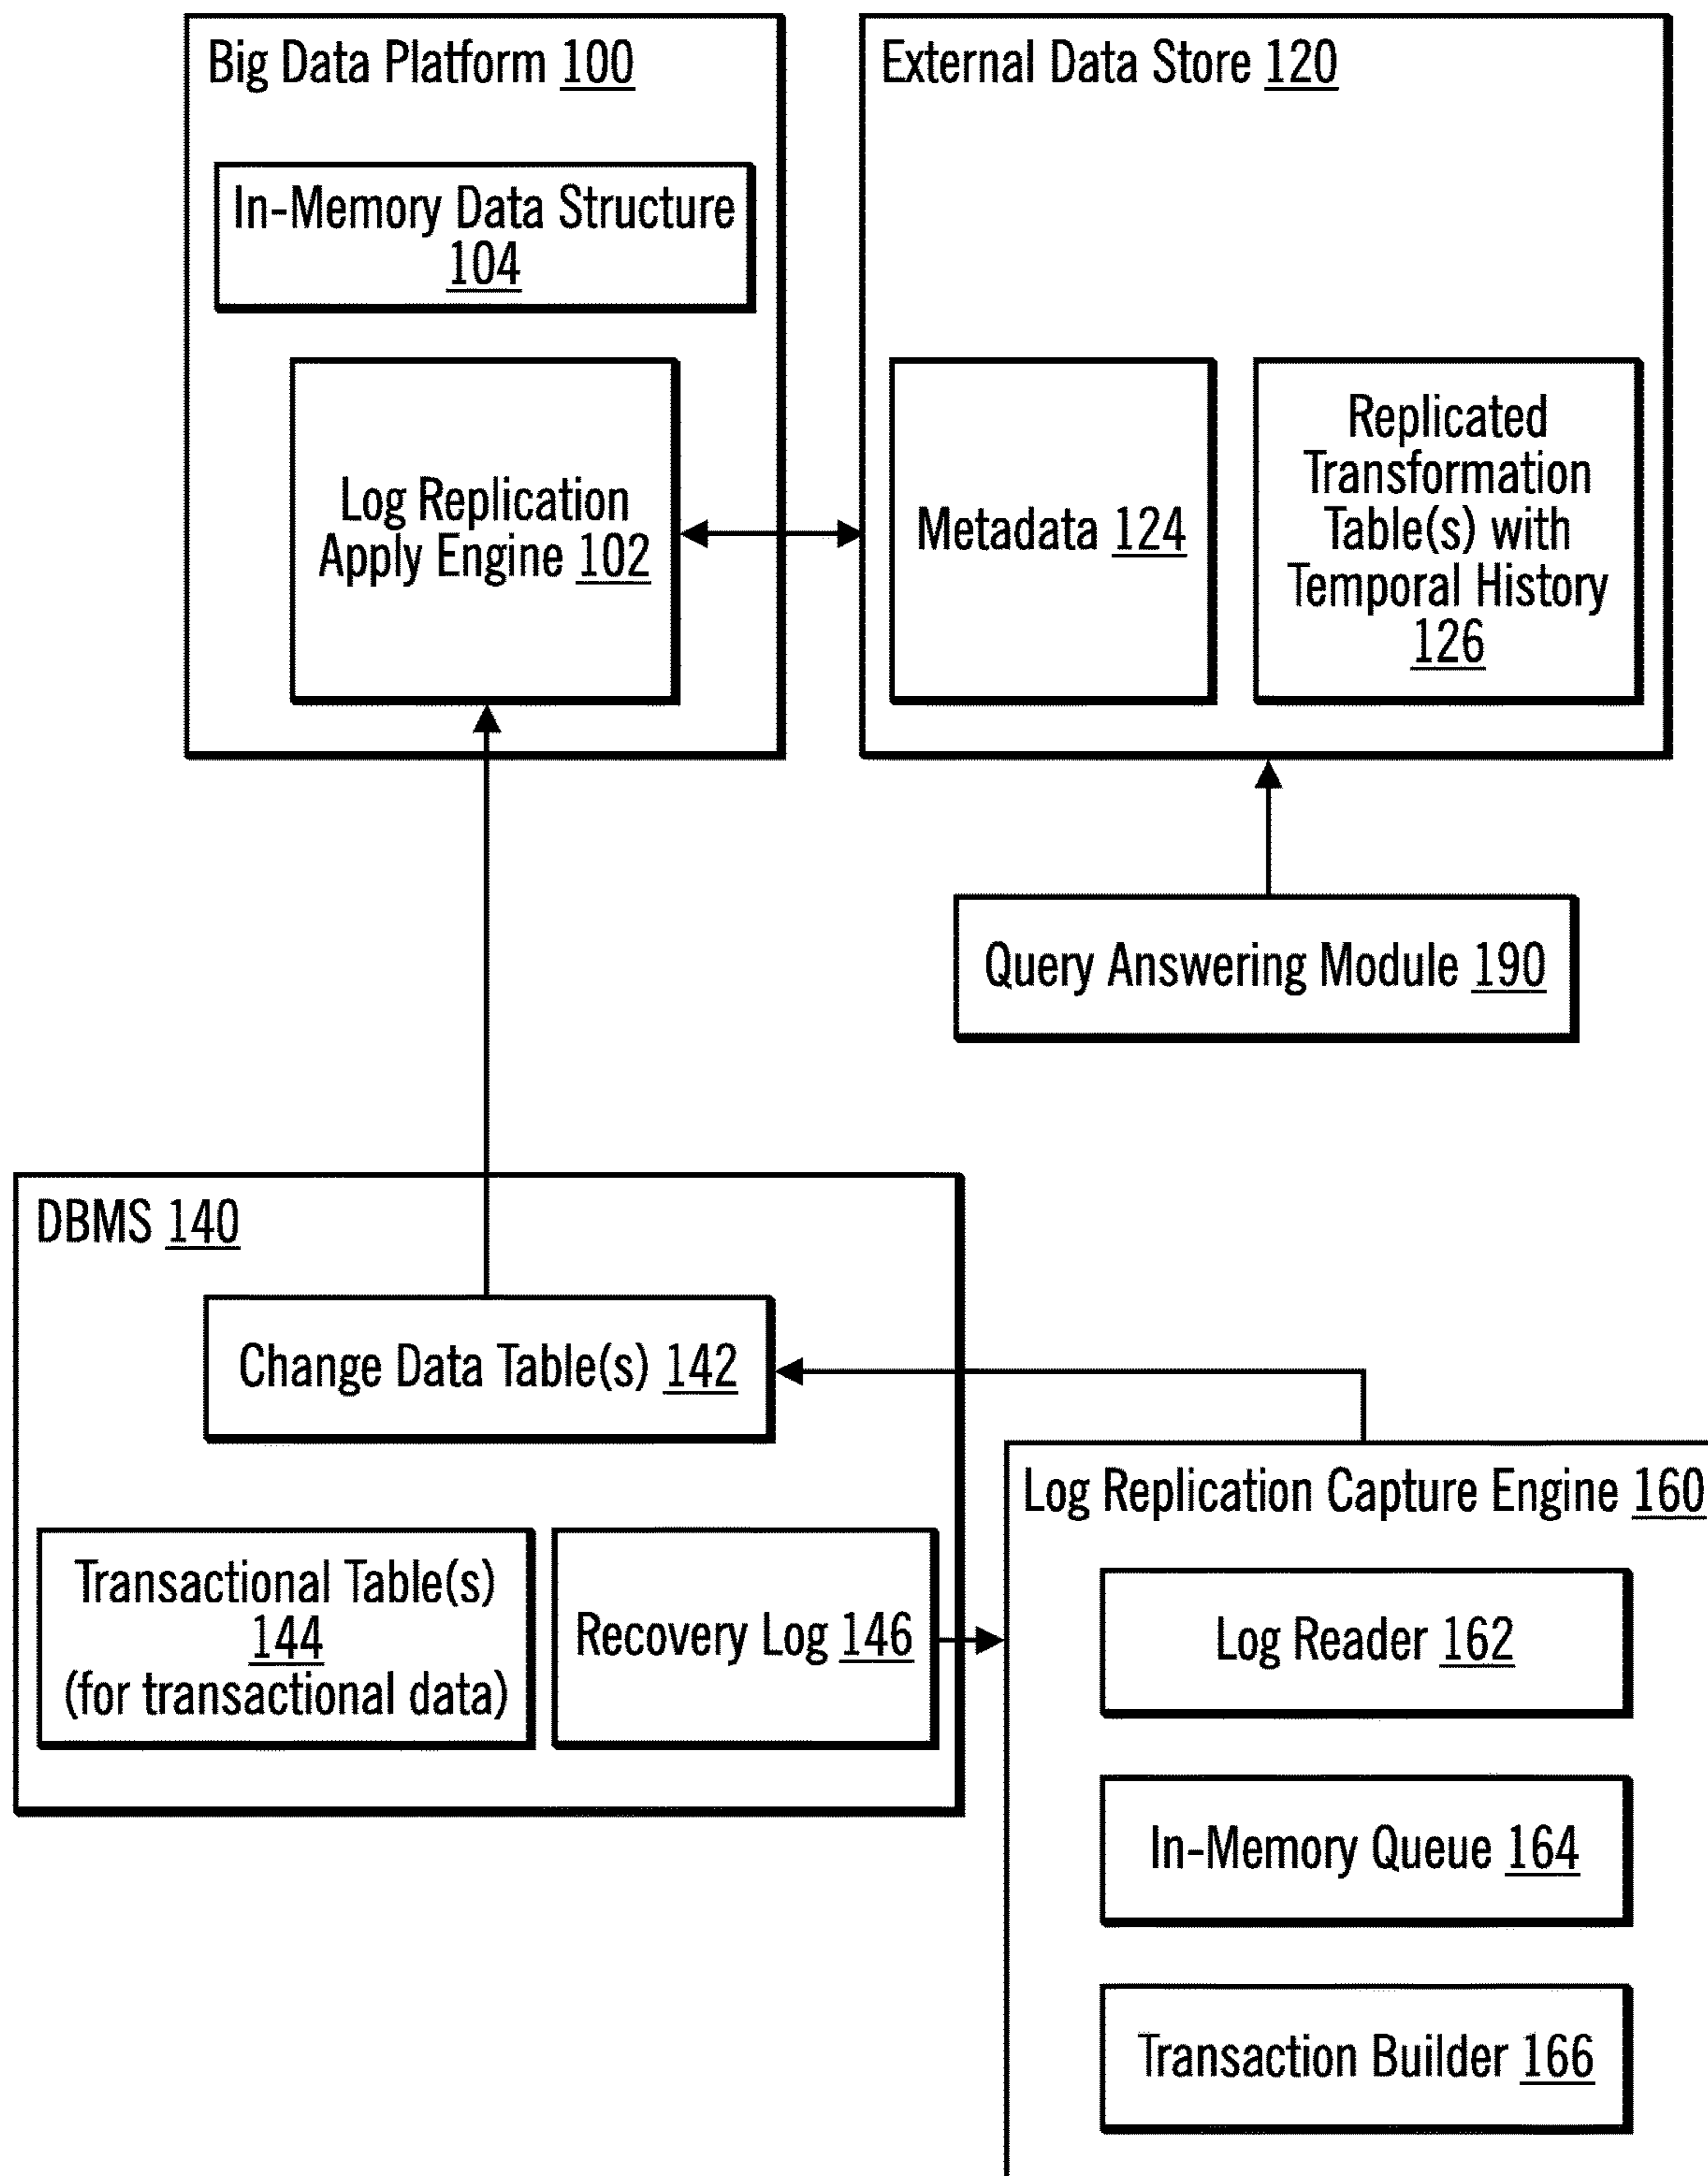 Big Data Platform 100
In-Memory Data Structure
104
Log Replication
Apply Engine 102
External Data Store 120
Metadata 124
Replicated
Transformation
Table(s) with
Temporal History
126
Query Answering Module 190
DBMS 140
Change Data Table(s) 142
Transactional Table(s)
144
(for transactional data)
Recovery Log 146
Log Replication Capture Engine 160
Log Reader 162
In-Memory Queue 164
Transaction Builder 166